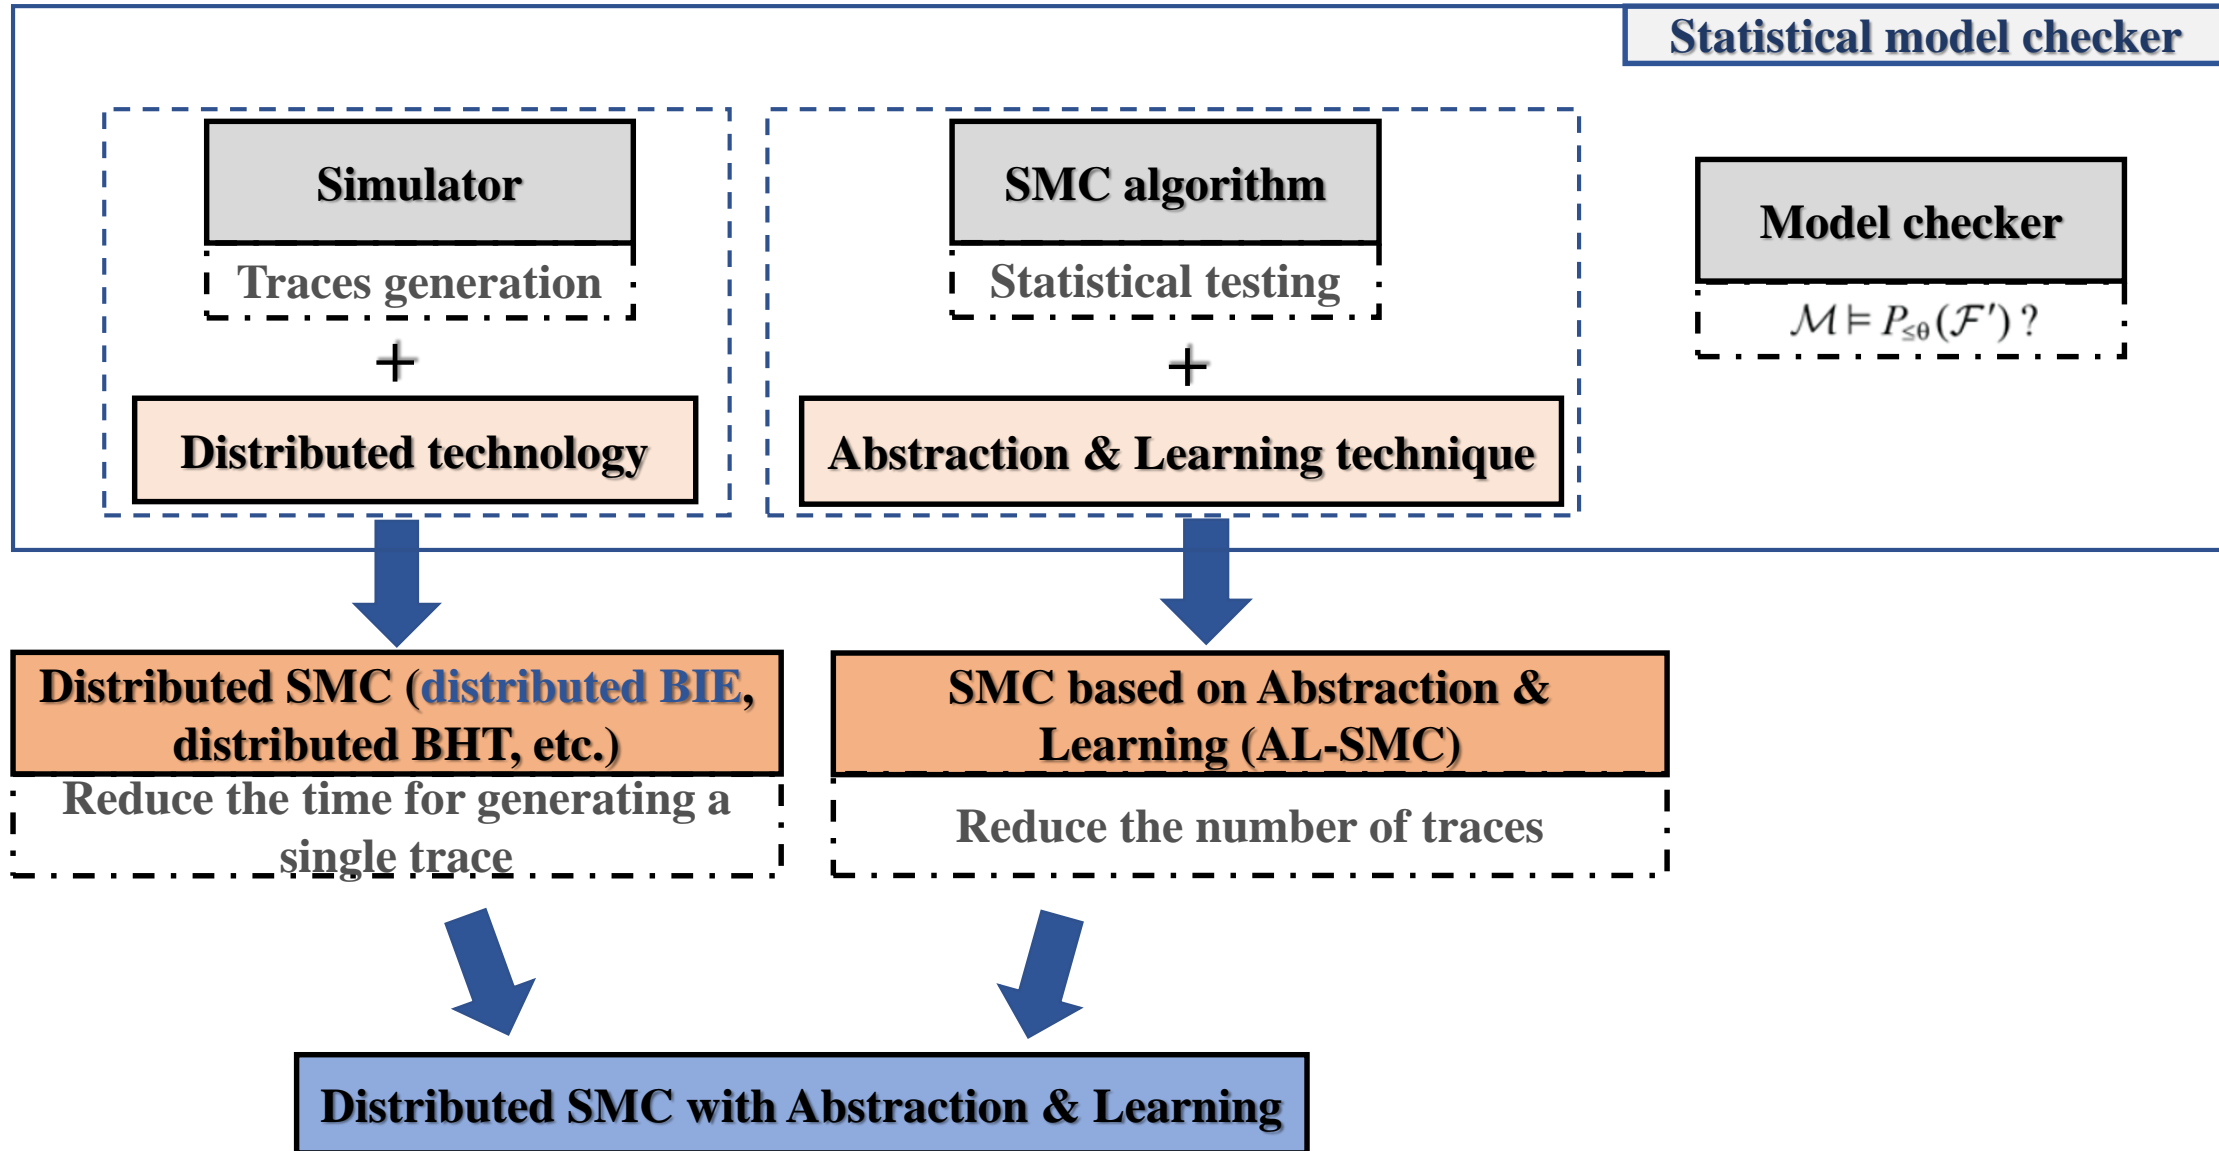 Statistical model checker
Simulator
Traces generation
+
Distributed technology
SMC algorithm
Statistical testing
+
Abstraction & Learning technique
Model checker
ℳ ⊨ P≤θ(ℱ′) ?
Distributed SMC (distributed BIE,
distributed BHT, etc.)
Reduce the time for generating a
single trace
SMC based on Abstraction &
Learning (AL-SMC)
Reduce the number of traces
Distributed SMC with Abstraction & Learning